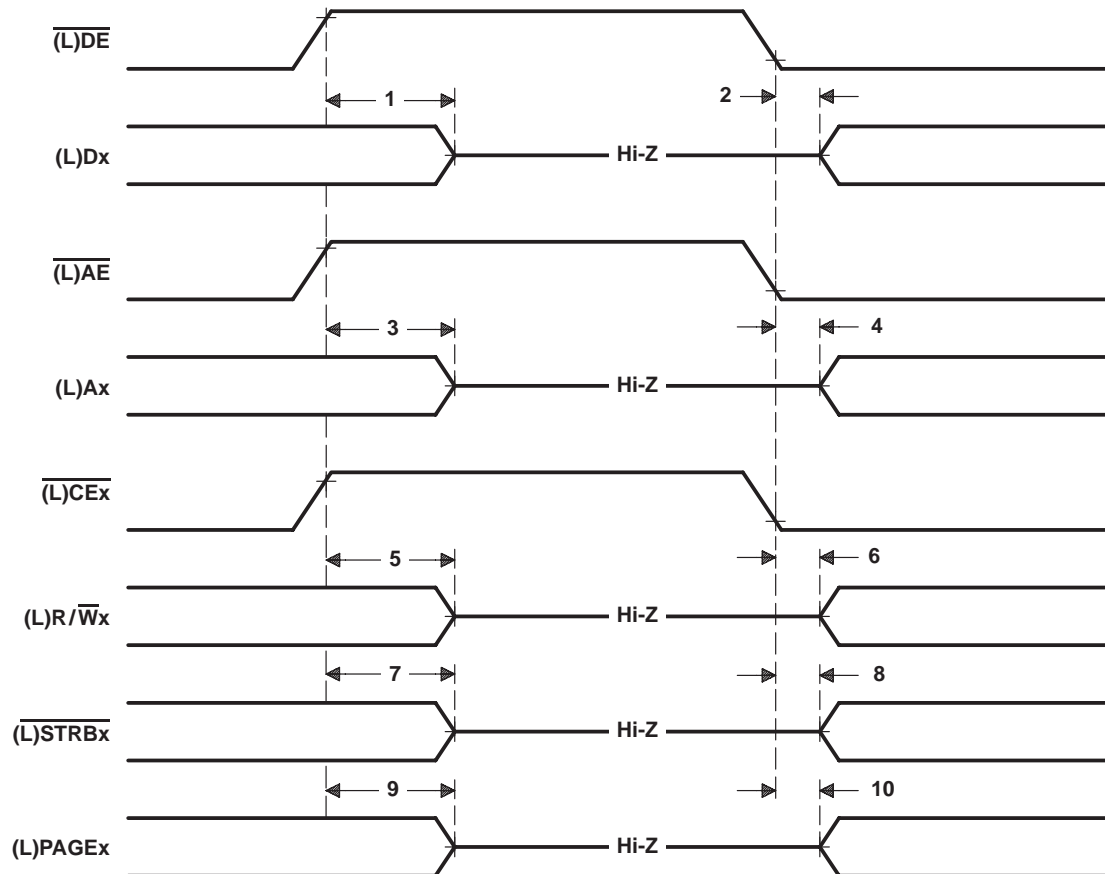 (L)DE
1
2
(L)Dx
Hi-Z
(L)AE
3
4
(L)Ax
Hi-Z
(L)CEx
5
6
(L)R/W̅x
Hi-Z
7
8
(L)STRBx
Hi-Z
9
10
(L)PAGEx
Hi-Z